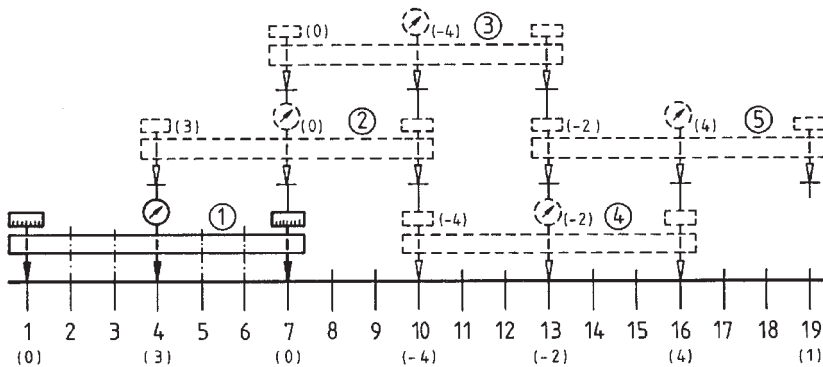 (0) (-4) ③
(3) (0) ② (-2) (4) ⑤
① (-4) (-2) ④
1 2 3 4 5 6 7 8 9 10 11 12 13 14 15 16 17 18 19
(0) (3) (0) (-4) (-2) (4) (1)